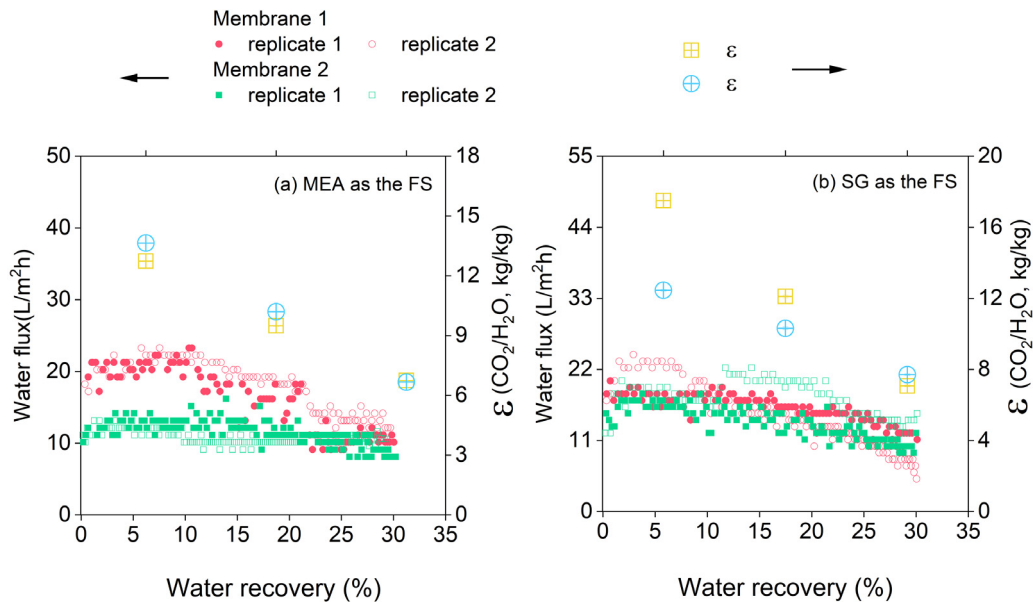 Membrane 1
replicate 1 replicate 2
Membrane 2
replicate 1 replicate 2
ε
ε
(a) MEA as the FS
Water flux(L/m²h)
50
40
30
20
10
0
18
15
12
9
6
3
0
ε (CO₂/H₂O, kg/kg)
0 5 10 15 20 25 30 35
Water recovery (%)
(b) SG as the FS
Water flux (L/m²h)
55
44
33
22
11
0
20
16
12
8
4
0
ε (CO₂/H₂O, kg/kg)
0 5 10 15 20 25 30 35
Water recovery (%)